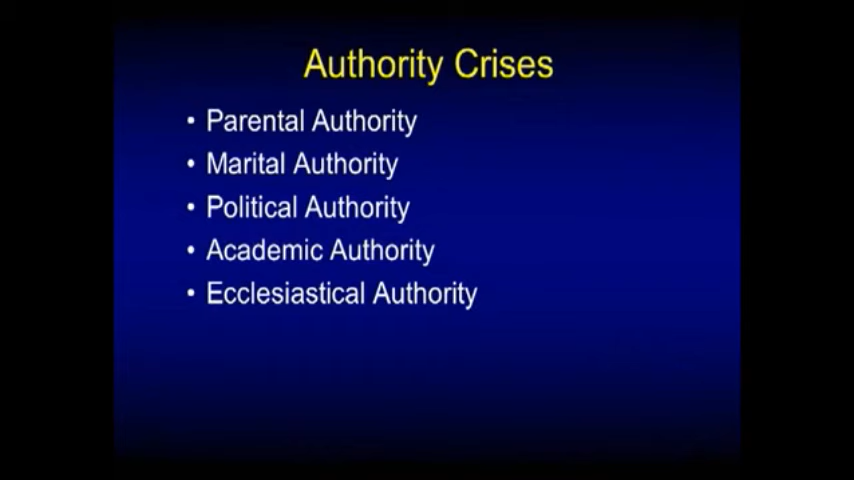 Authority Crises
• Parental Authority
• Marital Authority
• Political Authority
• Academic Authority
• Ecclesiastical Authority